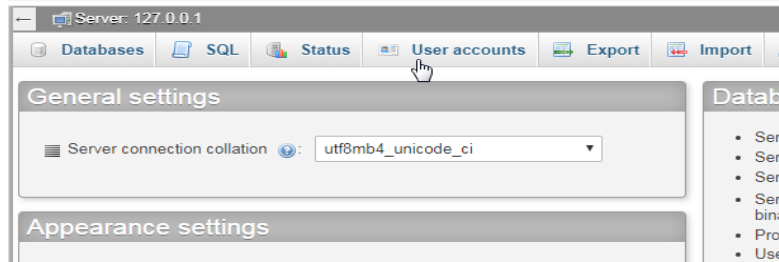 Server: 127.0.0.1
Databases SQL Status User accounts Export Import
General settings
Server connection collation : utf8mb4_unicode_ci
Appearance settings